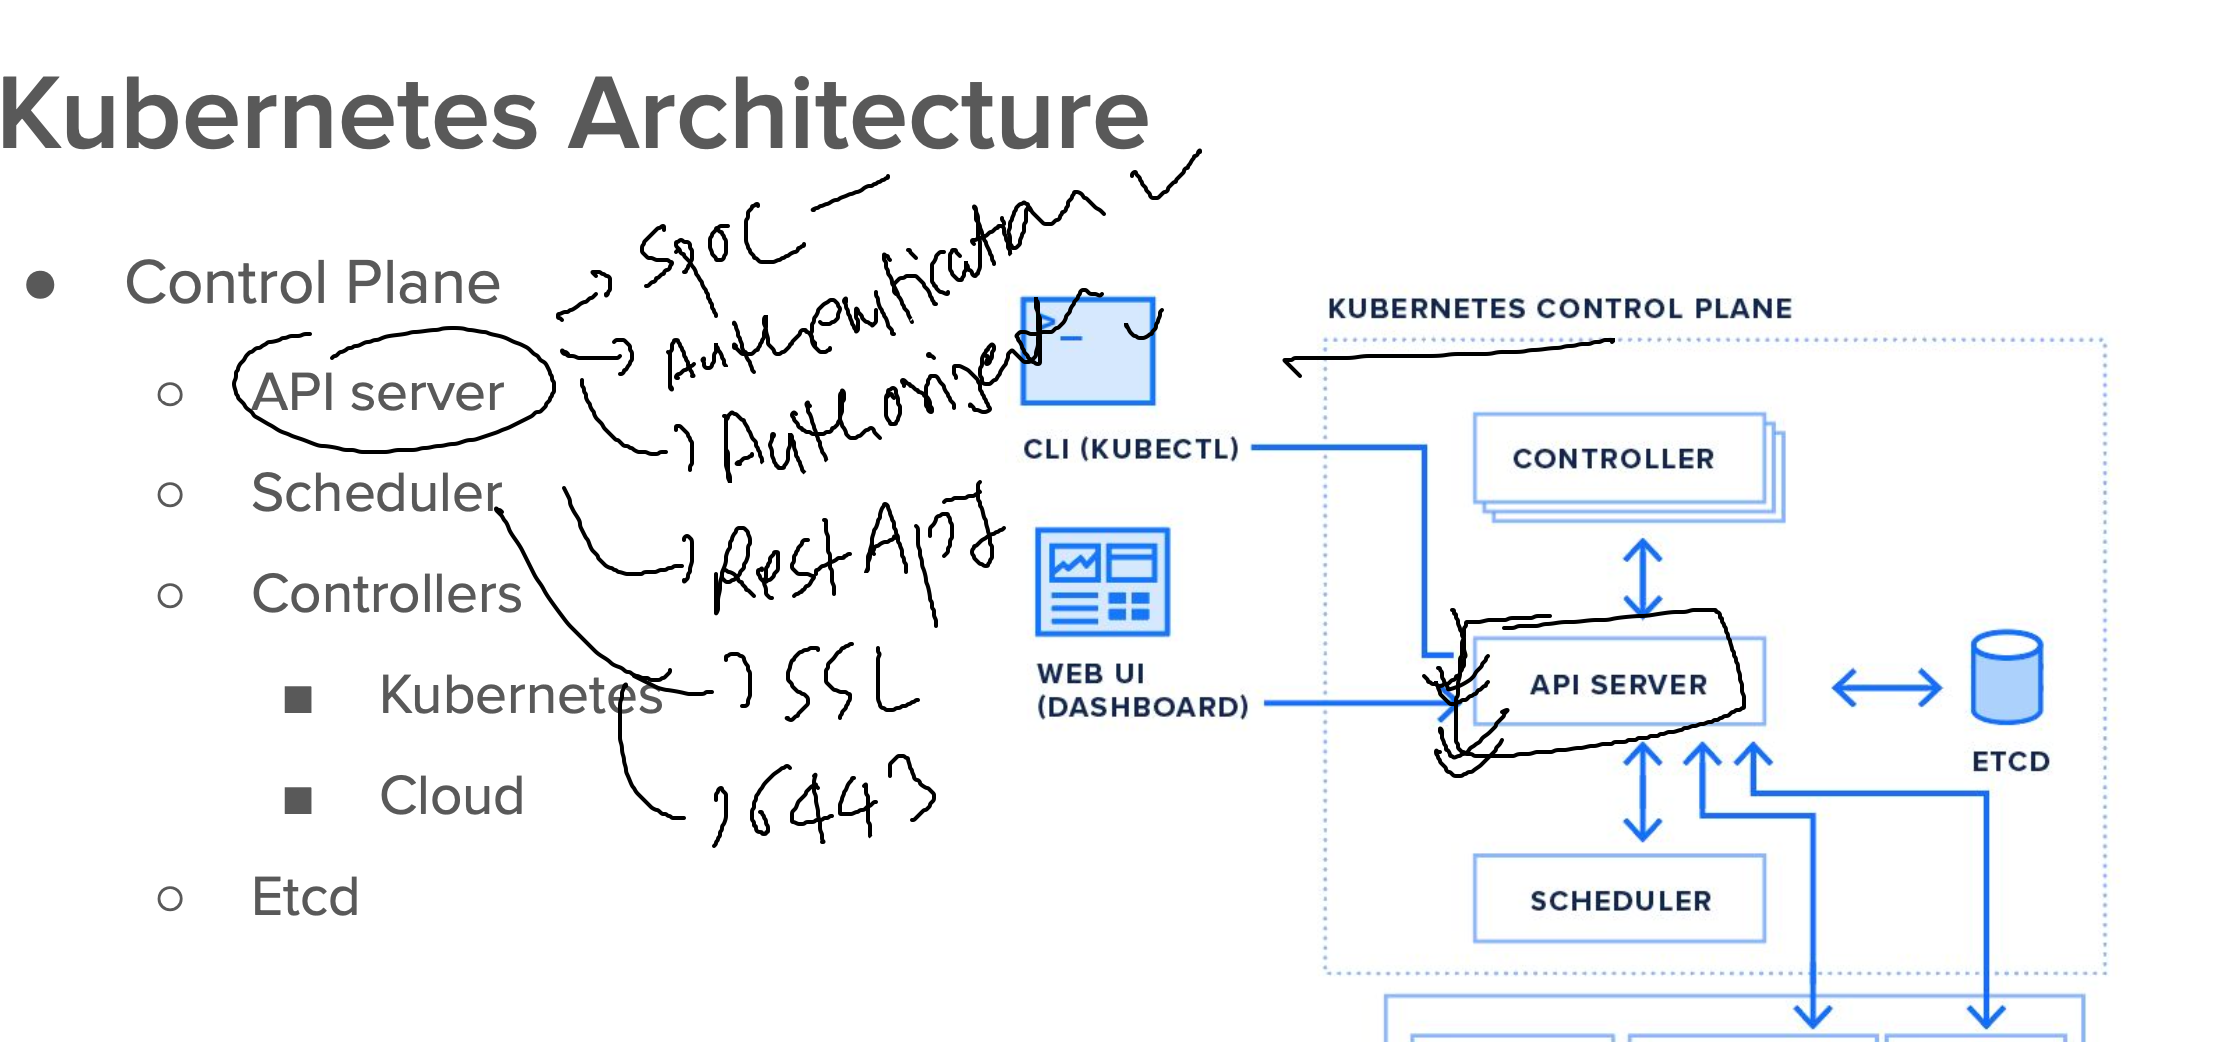 Kubernetes Architecture
● Control Plane
○ API server
○ Scheduler
○ Controllers
■ Kubernetes
■ Cloud
○ Etcd
SpoC
Authentication
Rest API
SSL
6443
>_
CLI (KUBECTL)
WEB UI
(DASHBOARD)
KUBERNETES CONTROL PLANE
CONTROLLER
API SERVER
ETCD
SCHEDULER